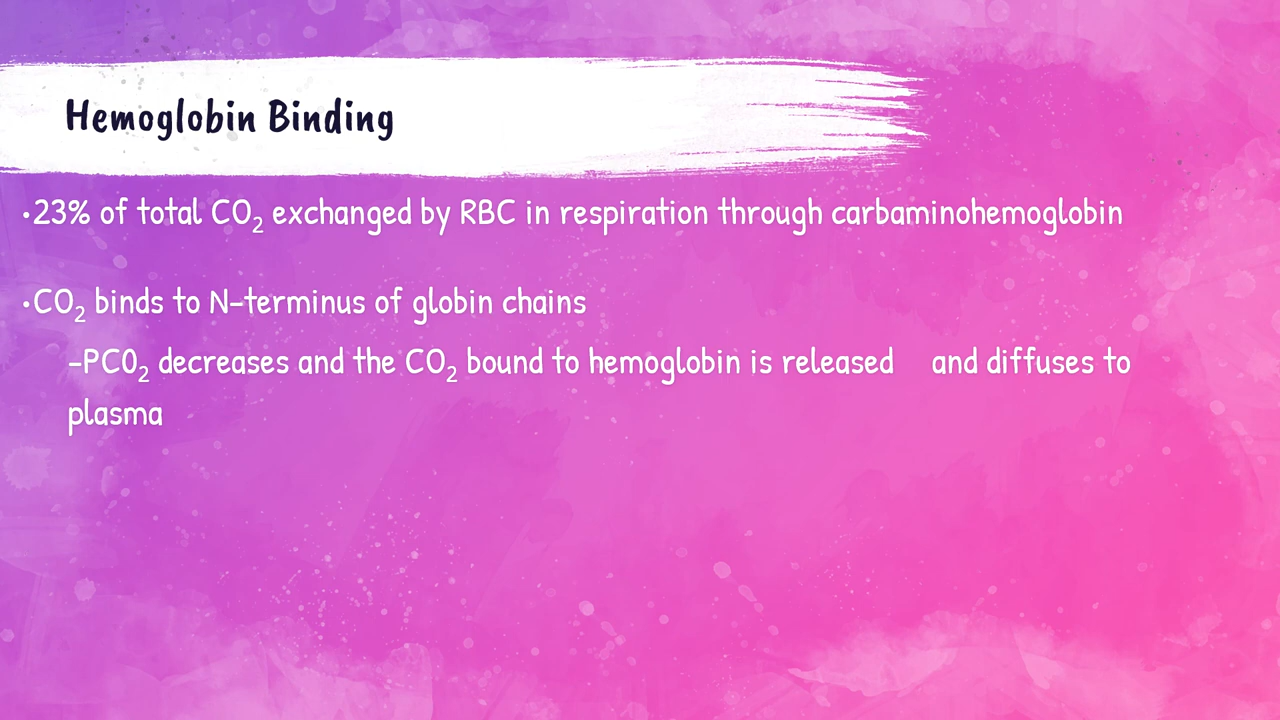 Hemoglobin Binding
•23% of total CO₂ exchanged by RBC in respiration through carbaminohemoglobin
•CO₂ binds to N-terminus of globin chains
-PC0₂ decreases and the CO₂ bound to hemoglobin is released and diffuses to
plasma